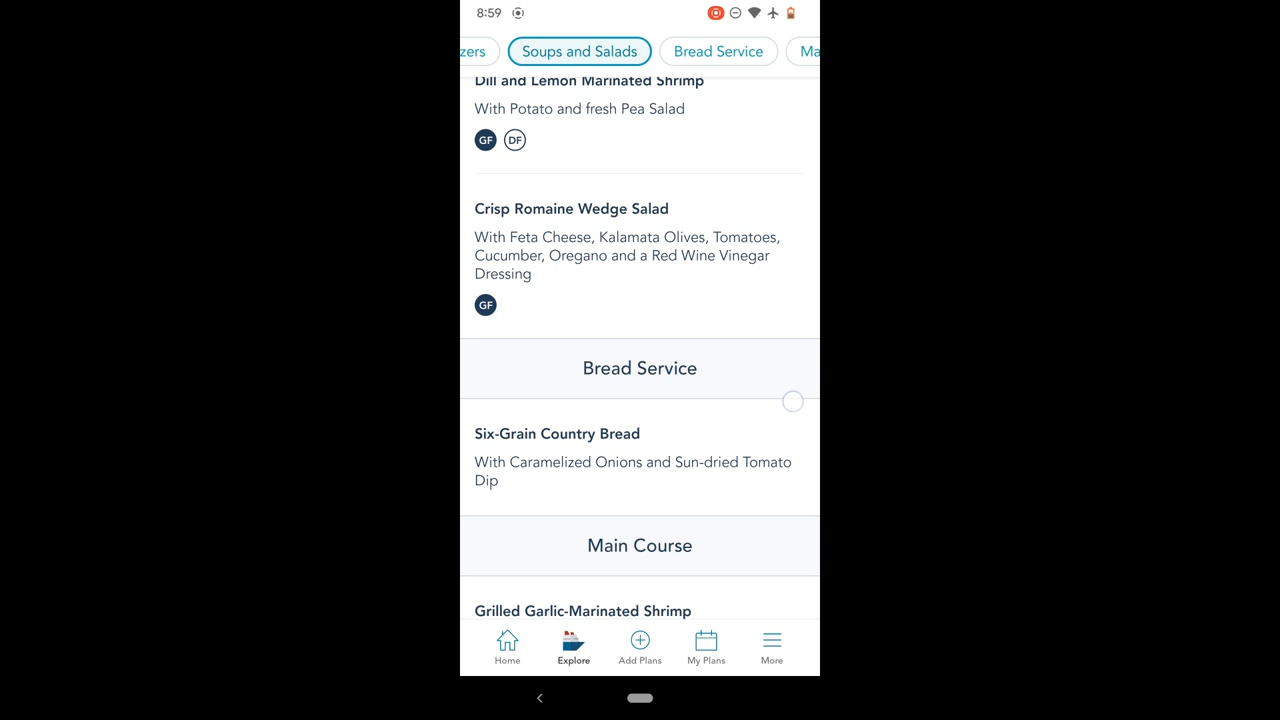 8:59
zers
Soups and Salads
Bread Service
Ma
Dill and Lemon Marinated Shrimp
With Potato and fresh Pea Salad
GF DF
Crisp Romaine Wedge Salad
With Feta Cheese, Kalamata Olives, Tomatoes,
Cucumber, Oregano and a Red Wine Vinegar
Dressing
GF
Bread Service
Six-Grain Country Bread
With Caramelized Onions and Sun-dried Tomato
Dip
Main Course
Grilled Garlic-Marinated Shrimp
Home
Explore
Add Plans
My Plans
More